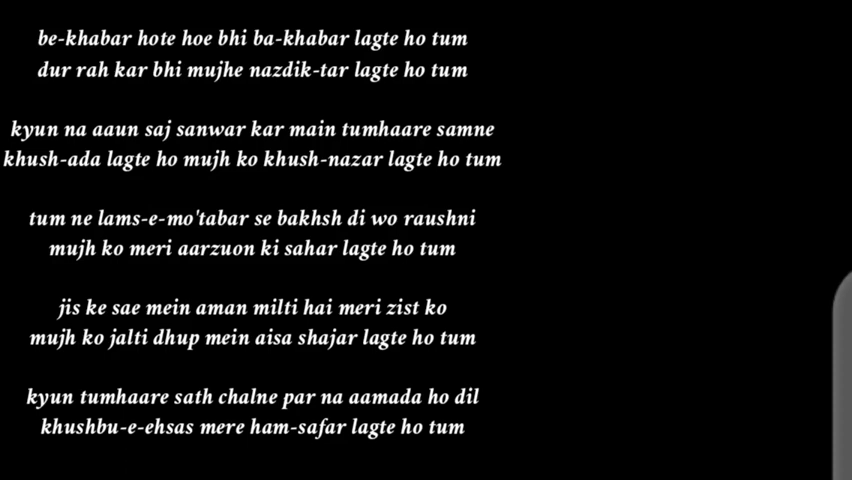 be-khabar hote hoe bhi ba-khabar lagte ho tum
dur rah kar bhi mujhe nazdik-tar lagte ho tum
kyun na aaun saj sanwar kar main tumhaare samne
khush-ada lagte ho mujh ko khush-nazar lagte ho tum
tum ne lams-e-mo'tabar se bakhsh di wo raushni
mujh ko meri aarzuon ki sahar lagte ho tum
jis ke sae mein aman milti hai meri zist ko
mujh ko jalti dhup mein aisa shajar lagte ho tum
kyun tumhaare sath chalne par na aamada ho dil
khushbu-e-ehsas mere ham-safar lagte ho tum